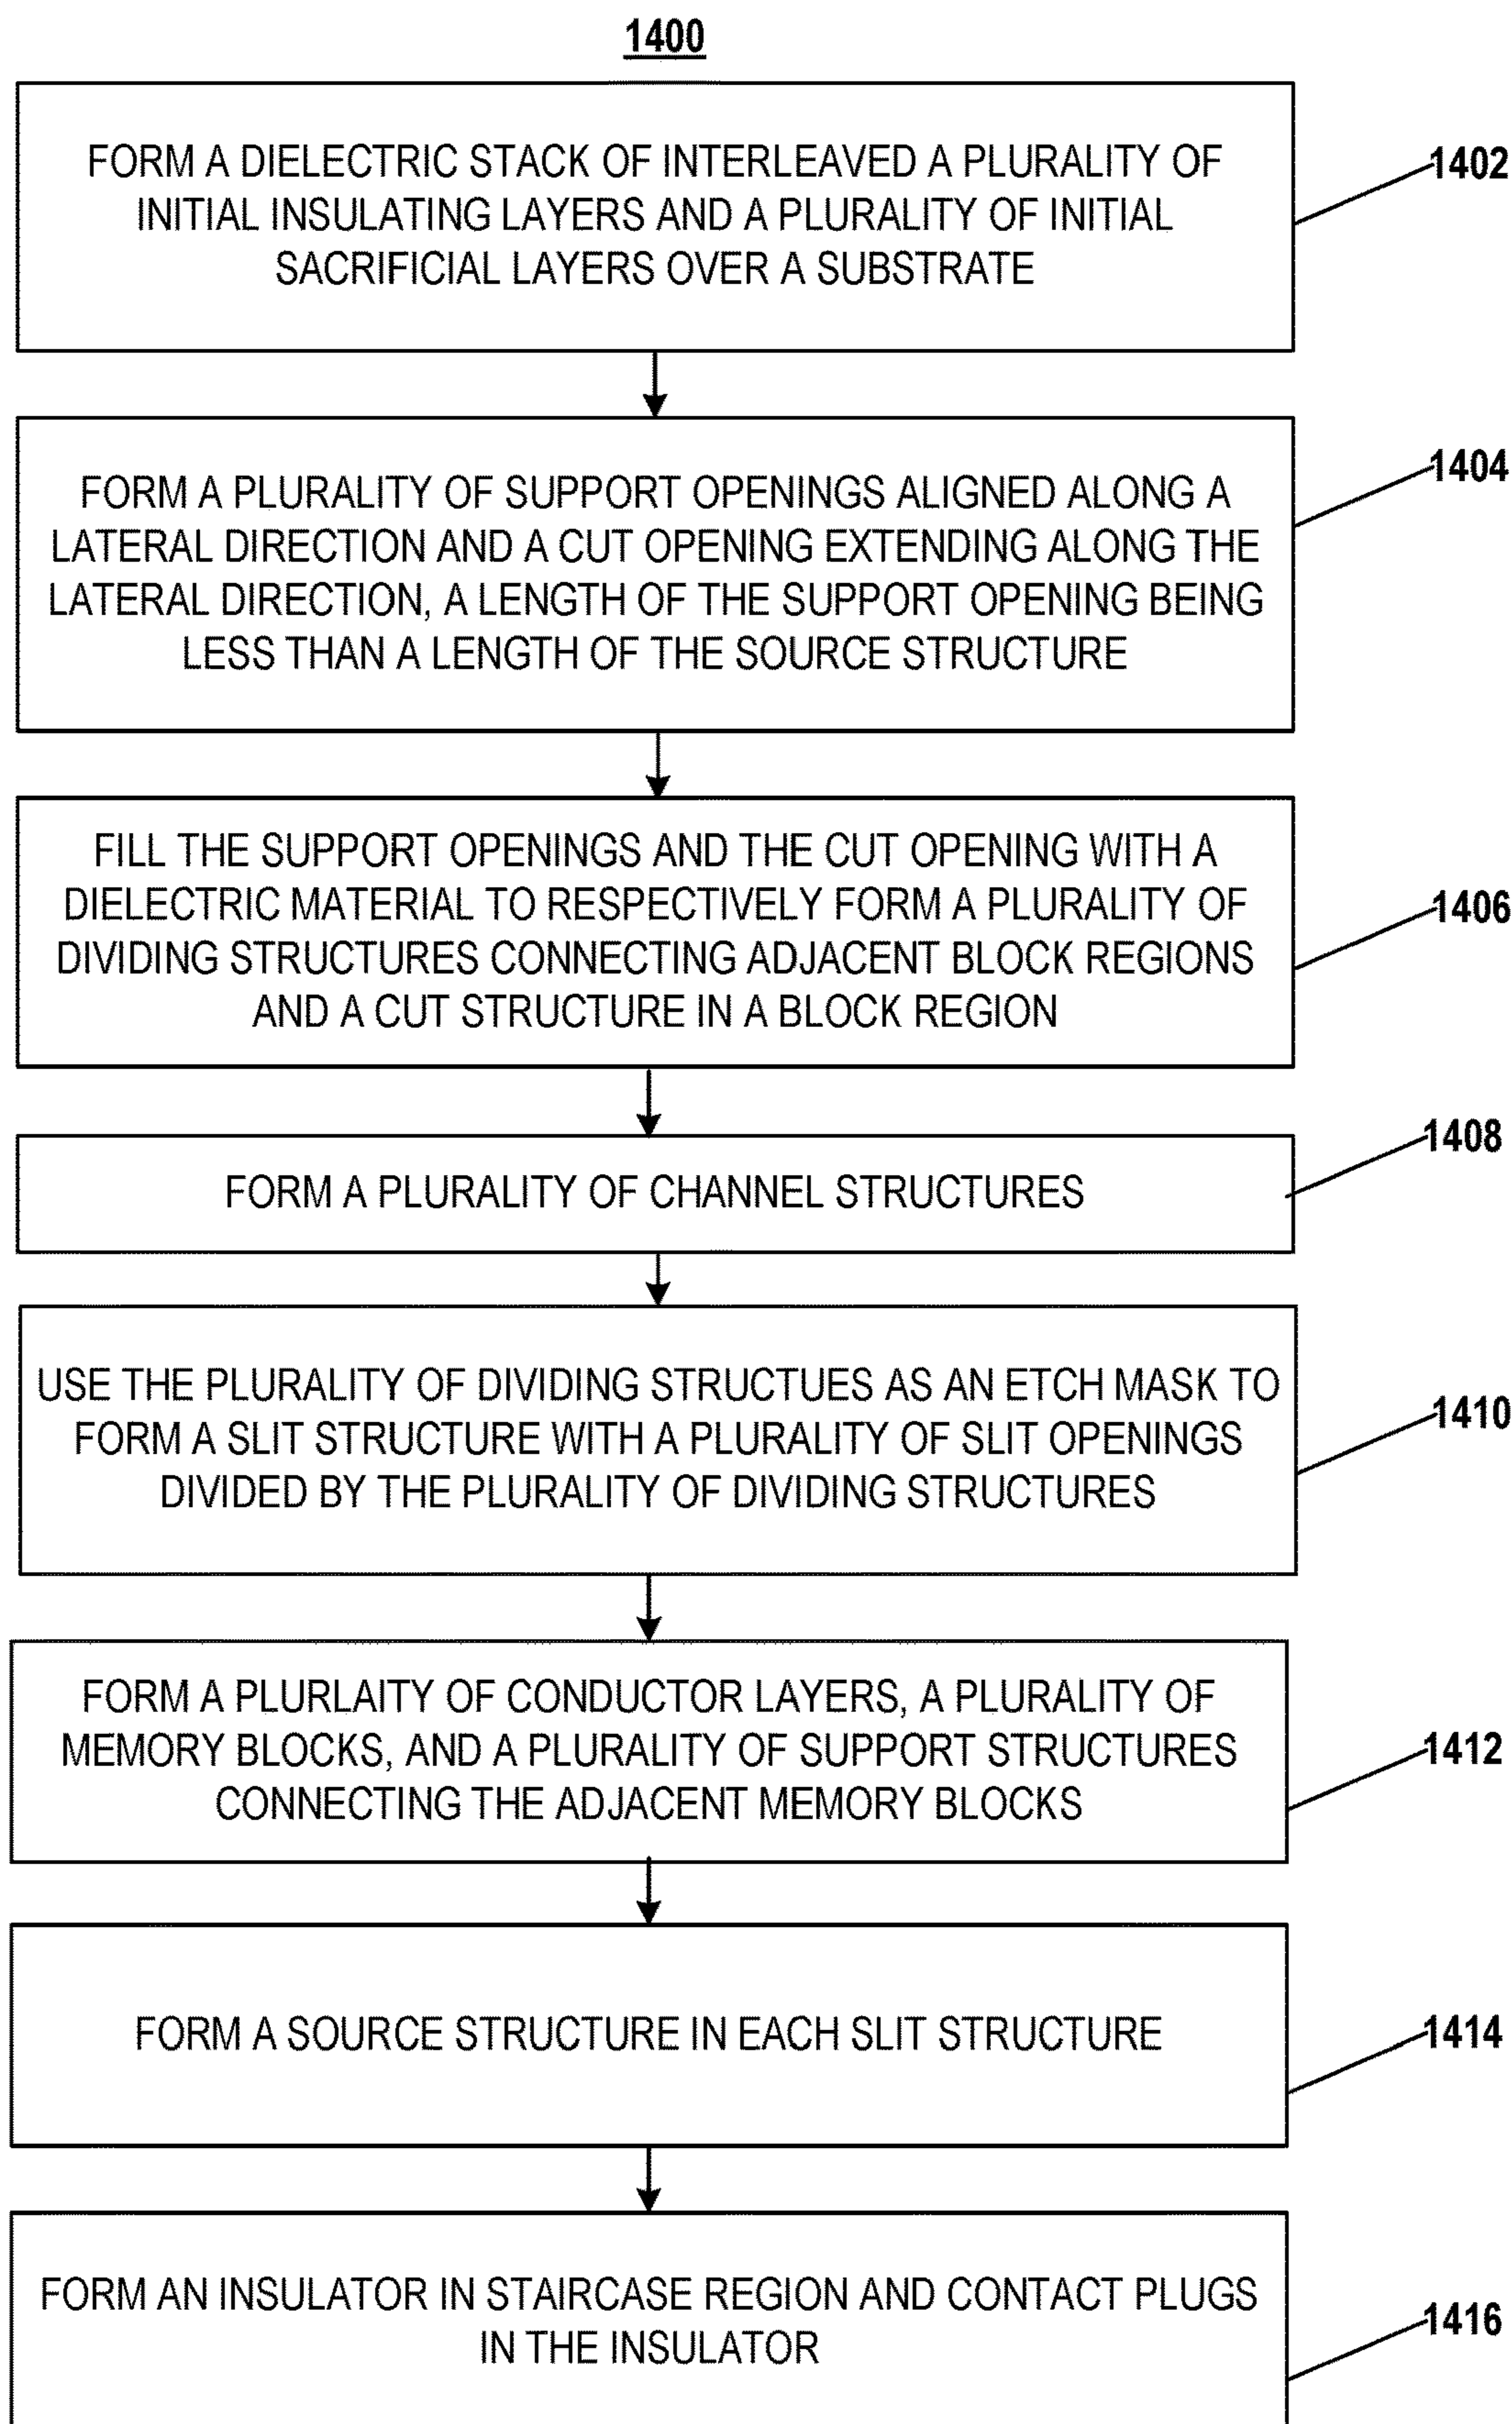 1400
FORM A DIELECTRIC STACK OF INTERLEAVED A PLURALITY OF
INITIAL INSULATING LAYERS AND A PLURALITY OF INITIAL
SACRIFICIAL LAYERS OVER A SUBSTRATE
1402
FORM A PLURALITY OF SUPPORT OPENINGS ALIGNED ALONG A
LATERAL DIRECTION AND A CUT OPENING EXTENDING ALONG THE
LATERAL DIRECTION, A LENGTH OF THE SUPPORT OPENING BEING
LESS THAN A LENGTH OF THE SOURCE STRUCTURE
1404
FILL THE SUPPORT OPENINGS AND THE CUT OPENING WITH A
DIELECTRIC MATERIAL TO RESPECTIVELY FORM A PLURALITY OF
DIVIDING STRUCTURES CONNECTING ADJACENT BLOCK REGIONS
AND A CUT STRUCTURE IN A BLOCK REGION
1406
FORM A PLURALITY OF CHANNEL STRUCTURES
1408
USE THE PLURALITY OF DIVIDING STRUCTUES AS AN ETCH MASK TO
FORM A SLIT STRUCTURE WITH A PLURALITY OF SLIT OPENINGS
DIVIDED BY THE PLURALITY OF DIVIDING STRUCTURES
1410
FORM A PLURLAITY OF CONDUCTOR LAYERS, A PLURALITY OF
MEMORY BLOCKS, AND A PLURALITY OF SUPPORT STRUCTURES
CONNECTING THE ADJACENT MEMORY BLOCKS
1412
FORM A SOURCE STRUCTURE IN EACH SLIT STRUCTURE
1414
FORM AN INSULATOR IN STAIRCASE REGION AND CONTACT PLUGS
IN THE INSULATOR
1416